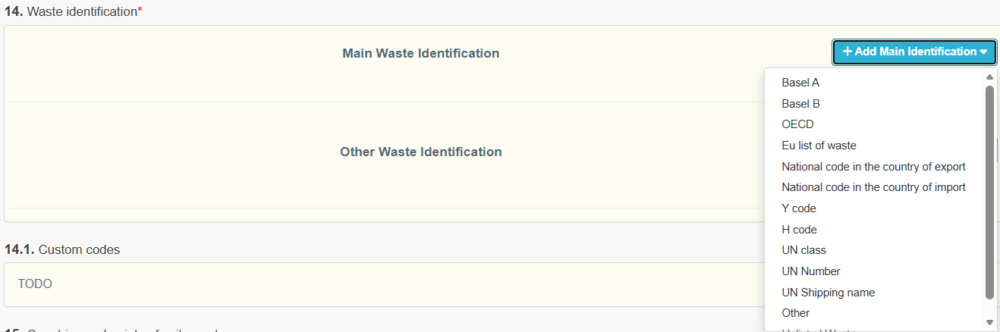 14. Waste identification*
Main Waste Identification
+ Add Main Identification
Basel A
Basel B
OECD
Eu list of waste
National code in the country of export
National code in the country of import
Y code
H code
UN class
UN Number
UN Shipping name
Other
Other Waste Identification
14.1. Custom codes
TODO
15.